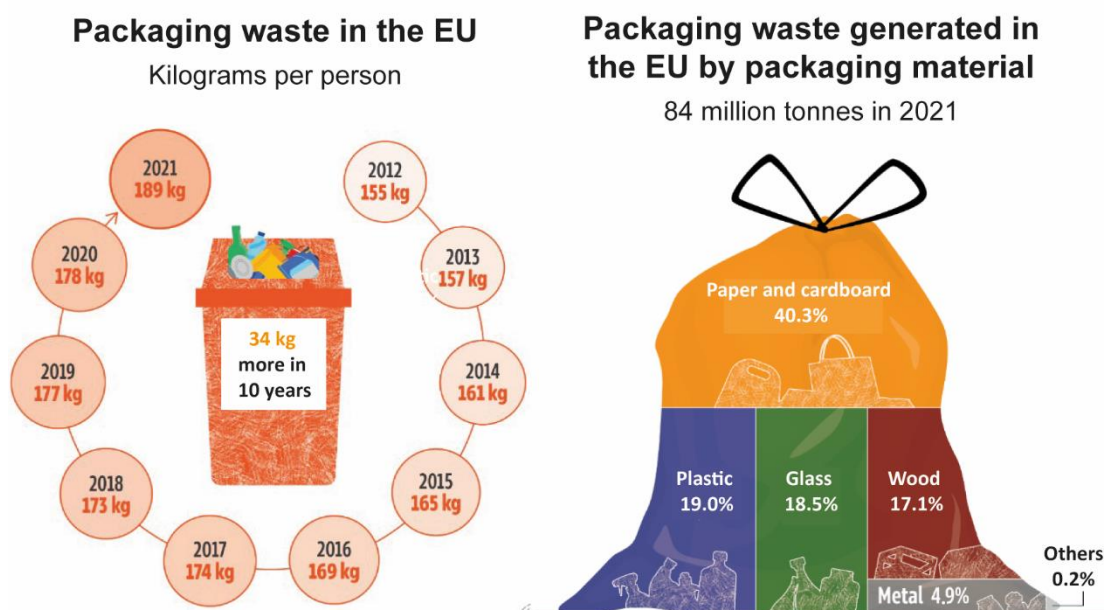 Packaging waste in the EU
Kilograms per person
2021
189 kg
2012
155 kg
2020
178 kg
2013
157 kg
34 kg
more in
10 years
2019
177 kg
2014
161 kg
2018
173 kg
2015
165 kg
2017
174 kg
2016
169 kg
Packaging waste generated in
the EU by packaging material
84 million tonnes in 2021
Paper and cardboard
40.3%
Plastic
19.0%
Glass
18.5%
Wood
17.1%
Others
0.2%
Metal 4.9%